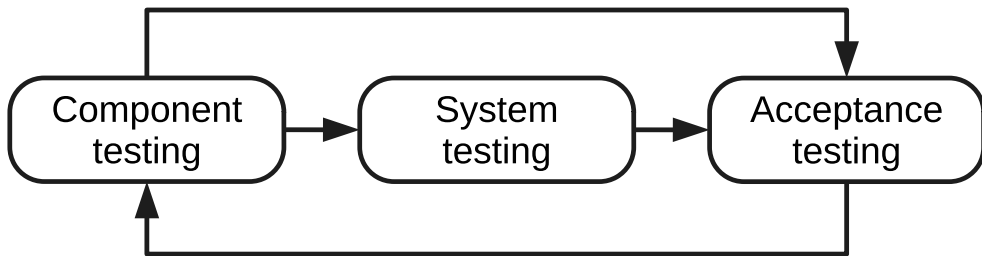 Component
testing
System
testing
Acceptance
testing